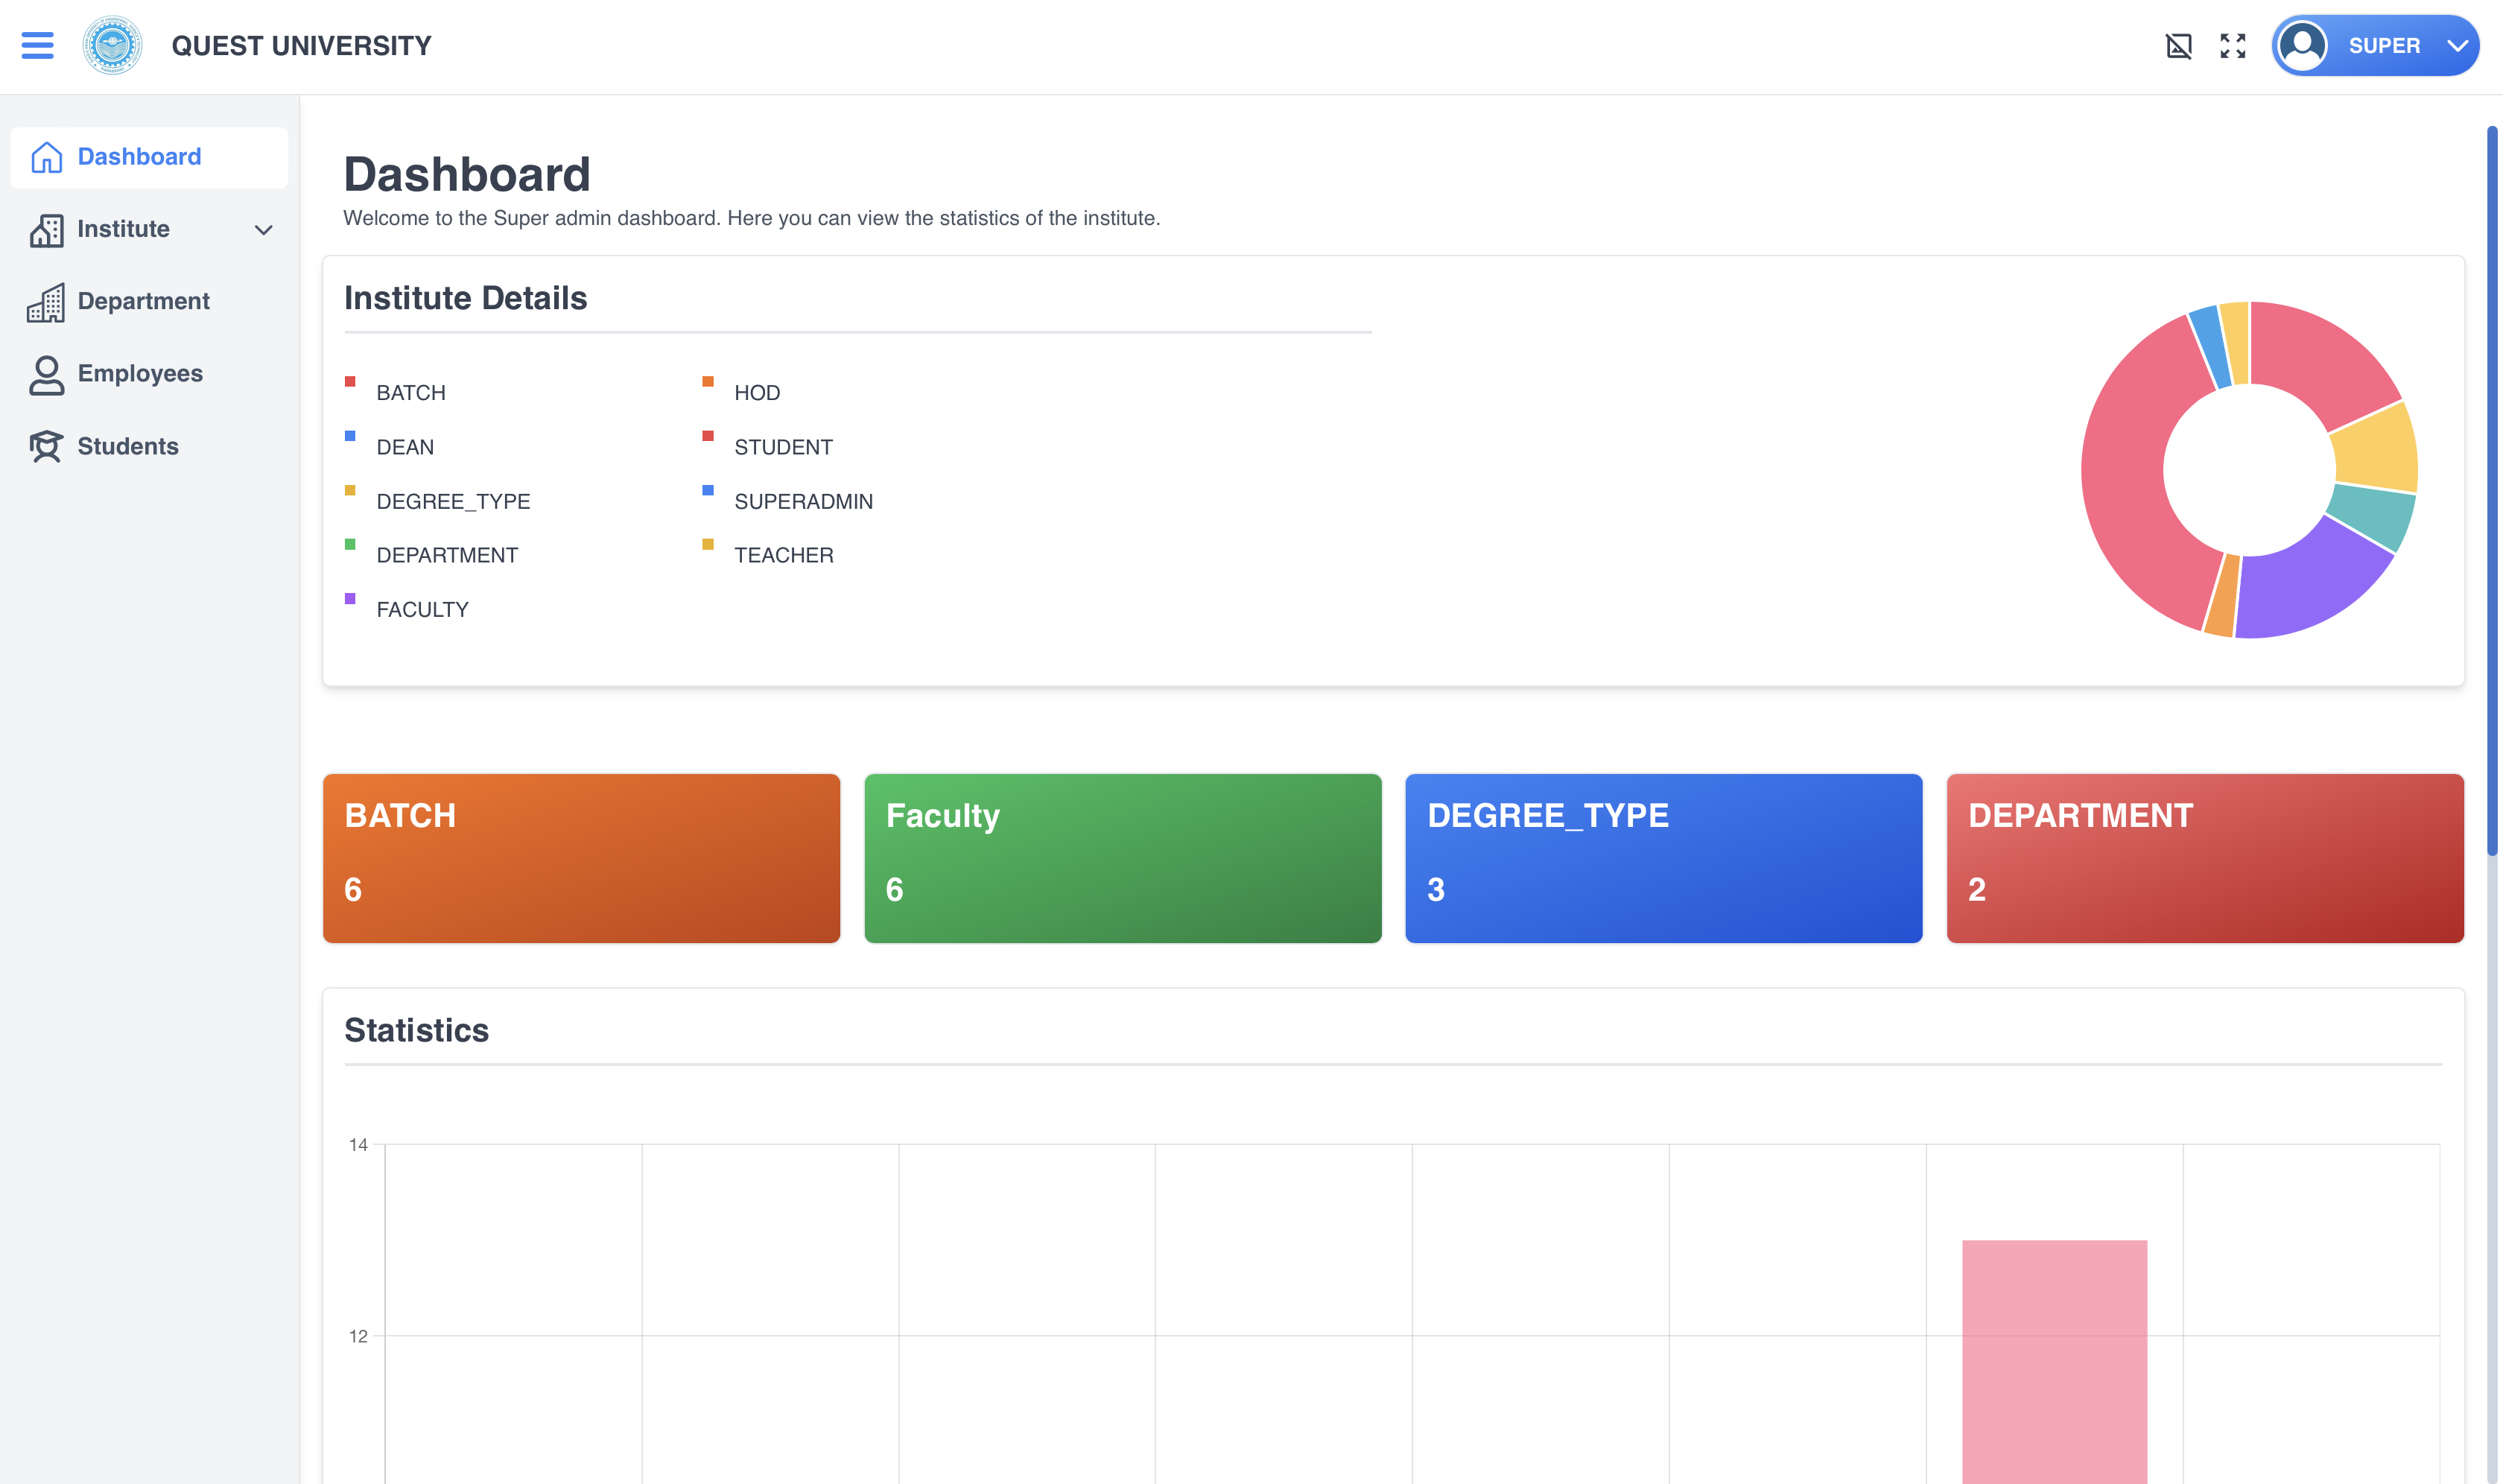 QUEST UNIVERSITY
SUPER
Dashboard
Institute
Department
Employees
Students
Dashboard
Welcome to the Super admin dashboard. Here you can view the statistics of the institute.
Institute Details
BATCH
DEAN
DEGREE_TYPE
DEPARTMENT
FACULTY
HOD
STUDENT
SUPERADMIN
TEACHER
BATCH
6
Faculty
6
DEGREE_TYPE
3
DEPARTMENT
2
Statistics
14
12